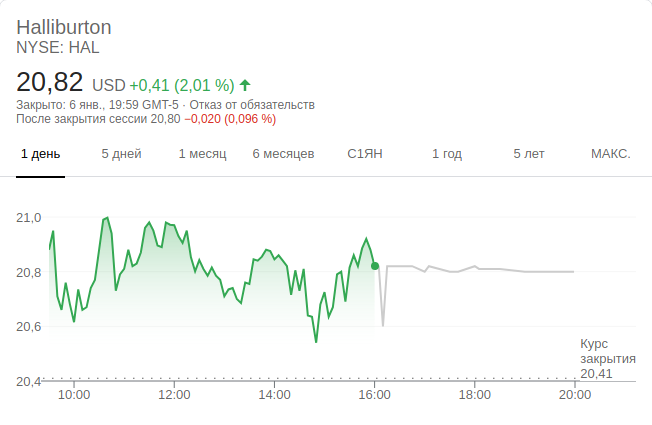 Halliburton
NYSE: HAL
20,82 USD +0,41 (2,01 %)
Закрыто: 6 янв., 19:59 GMT-5 · Отказ от обязательств
После закрытия сессии 20,80 −0,020 (0,096 %)
1 день 5 дней 1 месяц 6 месяцев С1ЯН 1 год 5 лет МАКС.
21,0
20,8
20,6
20,4
Курс
закрытия
20,41
10:00 12:00 14:00 16:00 18:00 20:00